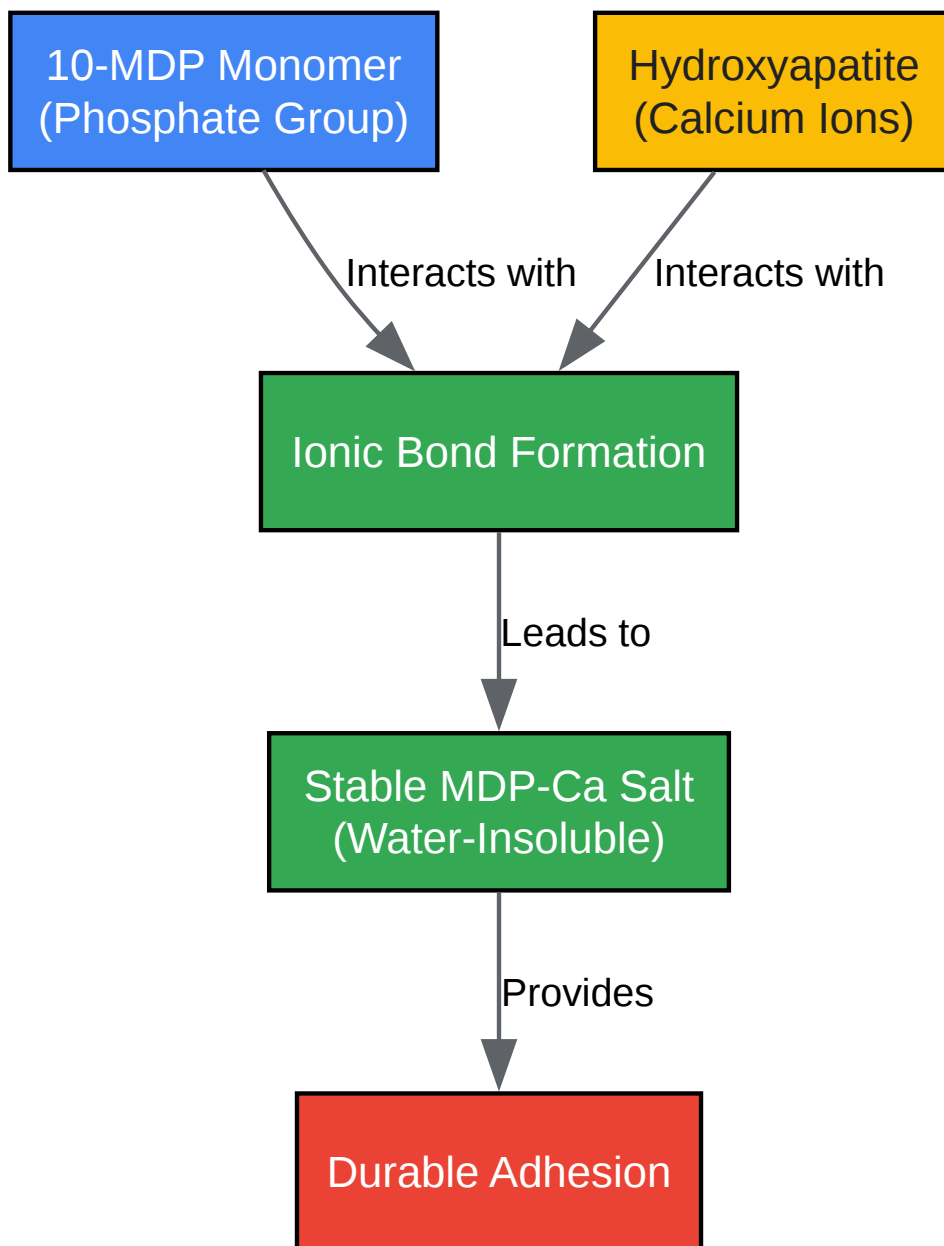 10-MDP Monomer
(Phosphate Group)
Hydroxyapatite
(Calcium Ions)
Interacts with
Interacts with
Ionic Bond Formation
Leads to
Stable MDP-Ca Salt
(Water-Insoluble)
Provides
Durable Adhesion